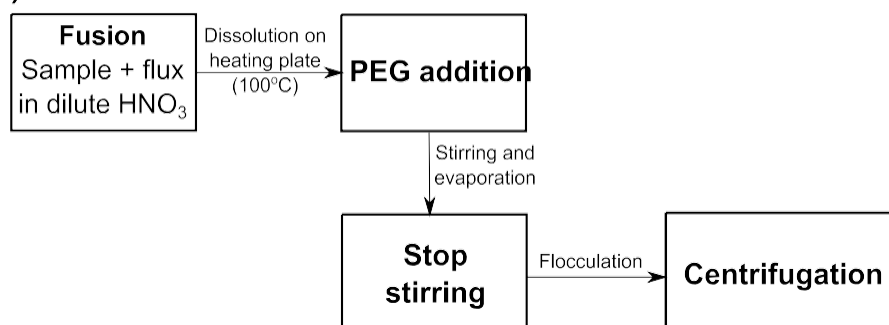 Fusion
Sample + flux
in dilute HNO₃
Dissolution on
heating plate
(100°C)
PEG addition
Stirring and
evaporation
Stop
stirring
Flocculation
Centrifugation